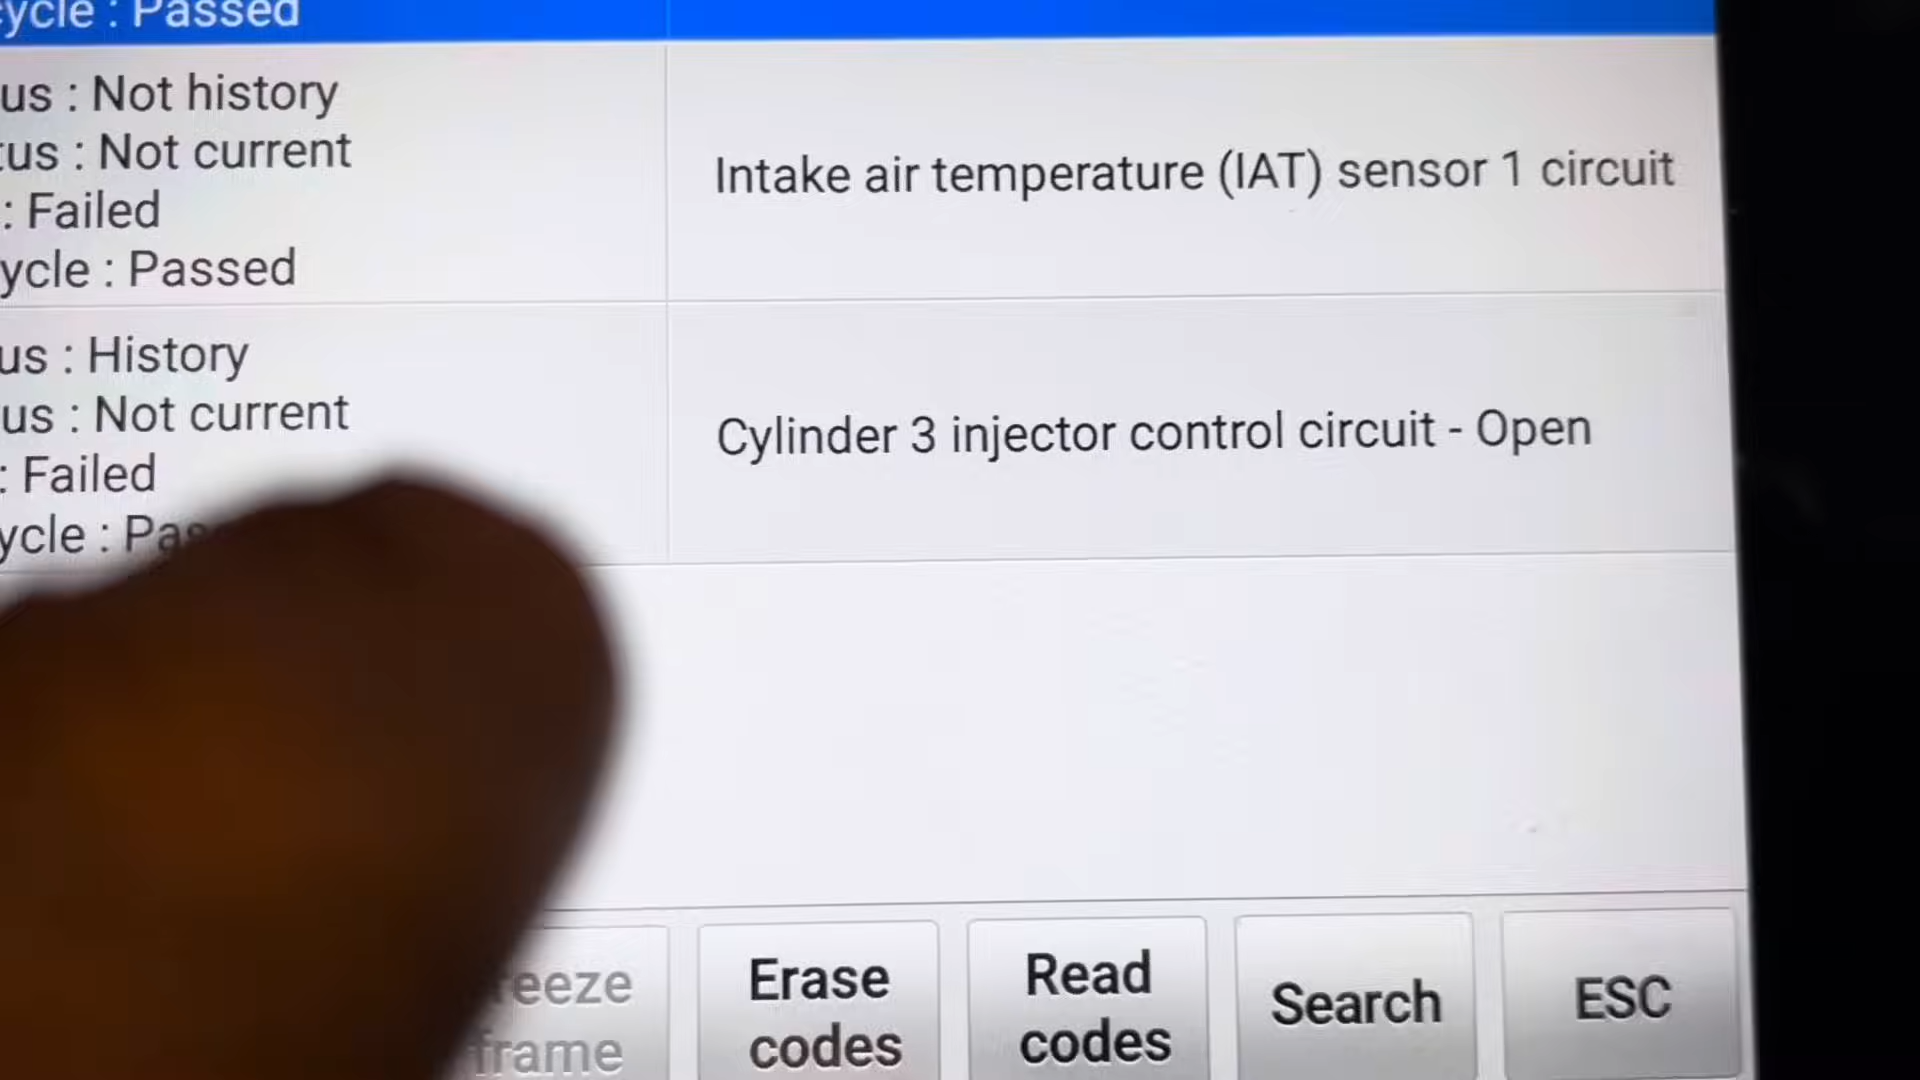 ycle : Passed
us : Not history
tus : Not current
: Failed
ycle : Passed
Intake air temperature (IAT) sensor 1 circuit
us : History
us : Not current
: Failed
ycle : Pas
Cylinder 3 injector control circuit - Open
reeze
frame
Erase
codes
Read
codes
Search
ESC